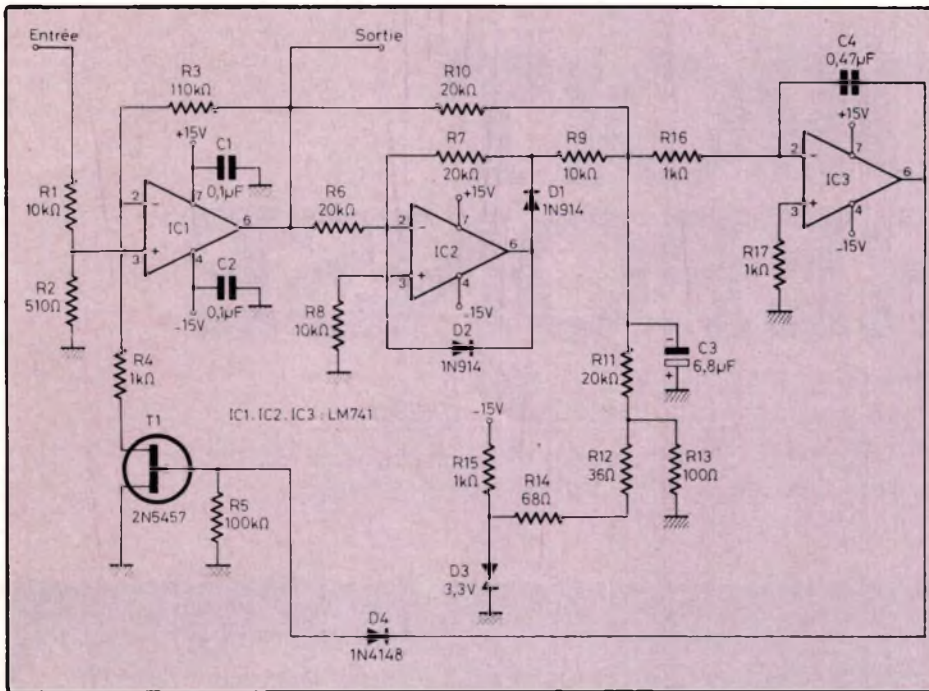 Entrée
Sortie
R3
110kΩ
R10
20kΩ
C4
0,47µF
+15V
C1
0,1µF
R7
20kΩ
R9
10kΩ
R16
1kΩ
+15V
7
2
-
IC3
6
+
3
4
-15V
R1
10kΩ
7
2
-
IC1
6
+
3
4
R6
20kΩ
+15V
7
2
-
IC2
6
+
3
4
-15V
D1
1N914
R17
1kΩ
R2
510Ω
C2
0,1µF
-15V
R8
10kΩ
D2
1N914
R11
20kΩ
-
C3
6,8µF
+
R4
1kΩ
IC1, IC2, IC3 : LM741
-15V
T1
2N5457
R5
100kΩ
R15
1kΩ
R14
68Ω
R12
36Ω
R13
100Ω
D3
3,3V
D4
1N4148